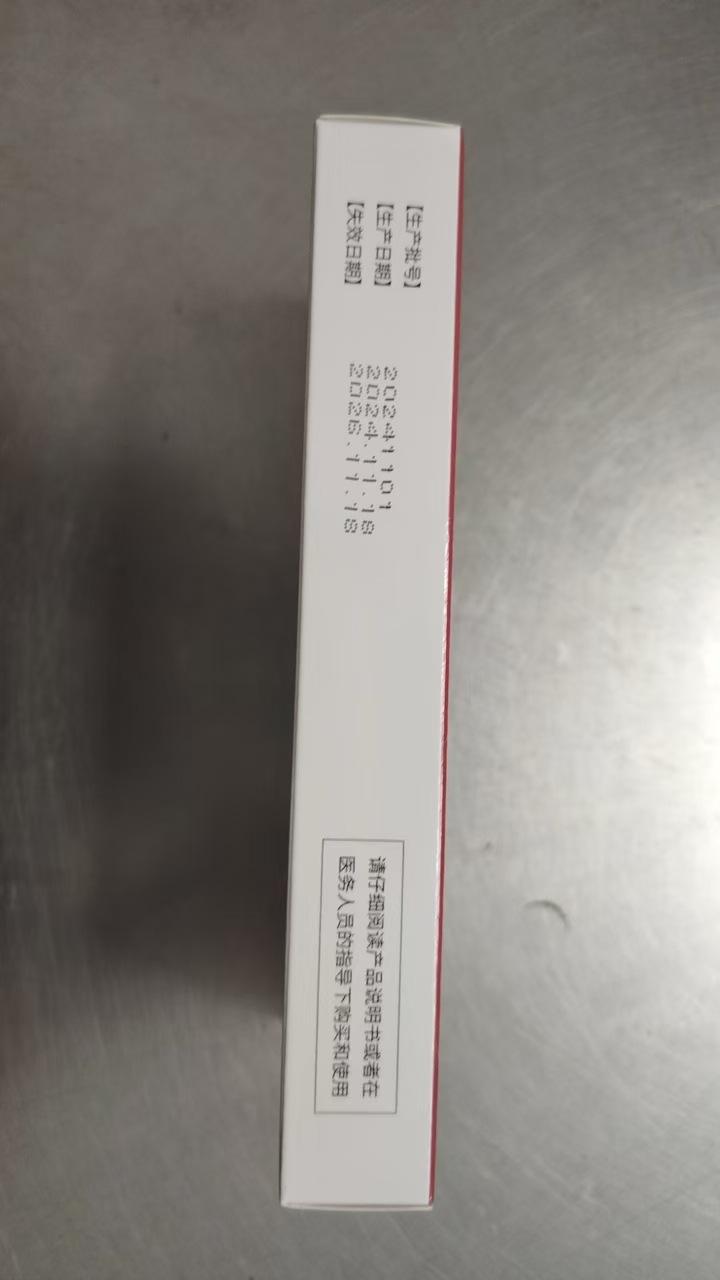 【生产批号】 20241101
【生产日期】 2024.11.18
【失效日期】 2026.11.18
请仔细阅读产品说明书或者在
医务人员的指导下购买和使用